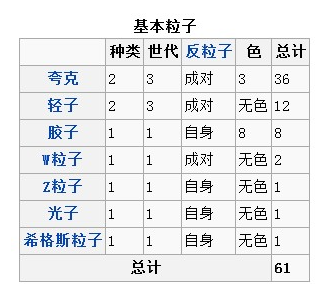 基本粒子
种类 世代 反粒子 色 总计
夸克 2 3 成对 3 36
轻子 2 3 成对 无色 12
胶子 1 1 自身 8 8
W粒子 1 1 成对 无色 2
Z粒子 1 1 自身 无色 1
光子 1 1 自身 无色 1
希格斯粒子 1 1 自身 无色 1
总计 61